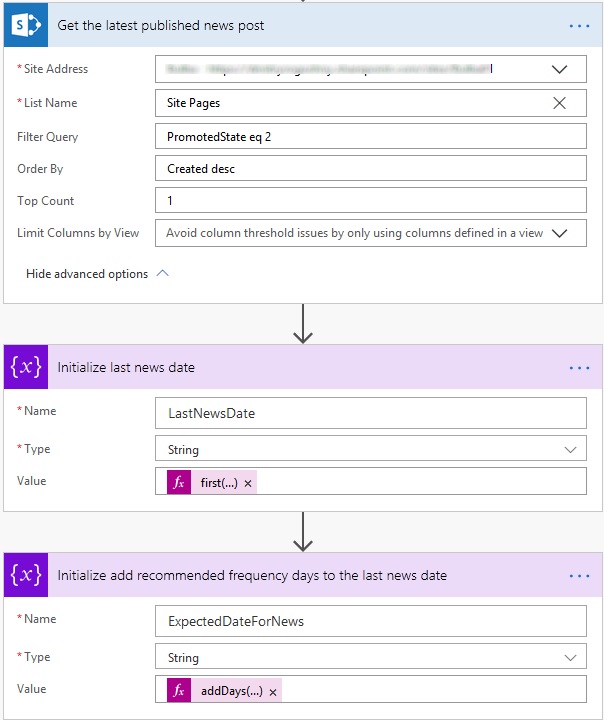 Get the latest published news post
* Site Address
* List Name Site Pages
Filter Query PromotedState eq 2
Order By Created desc
Top Count 1
Limit Columns by View Avoid column threshold issues by only using columns defined in a view
Hide advanced options
{x} Initialize last news date
* Name LastNewsDate
* Type String
Value fx first(...) ×
{x} Initialize add recommended frequency days to the last news date
* Name ExpectedDateForNews
* Type String
Value fx addDays(...) ×